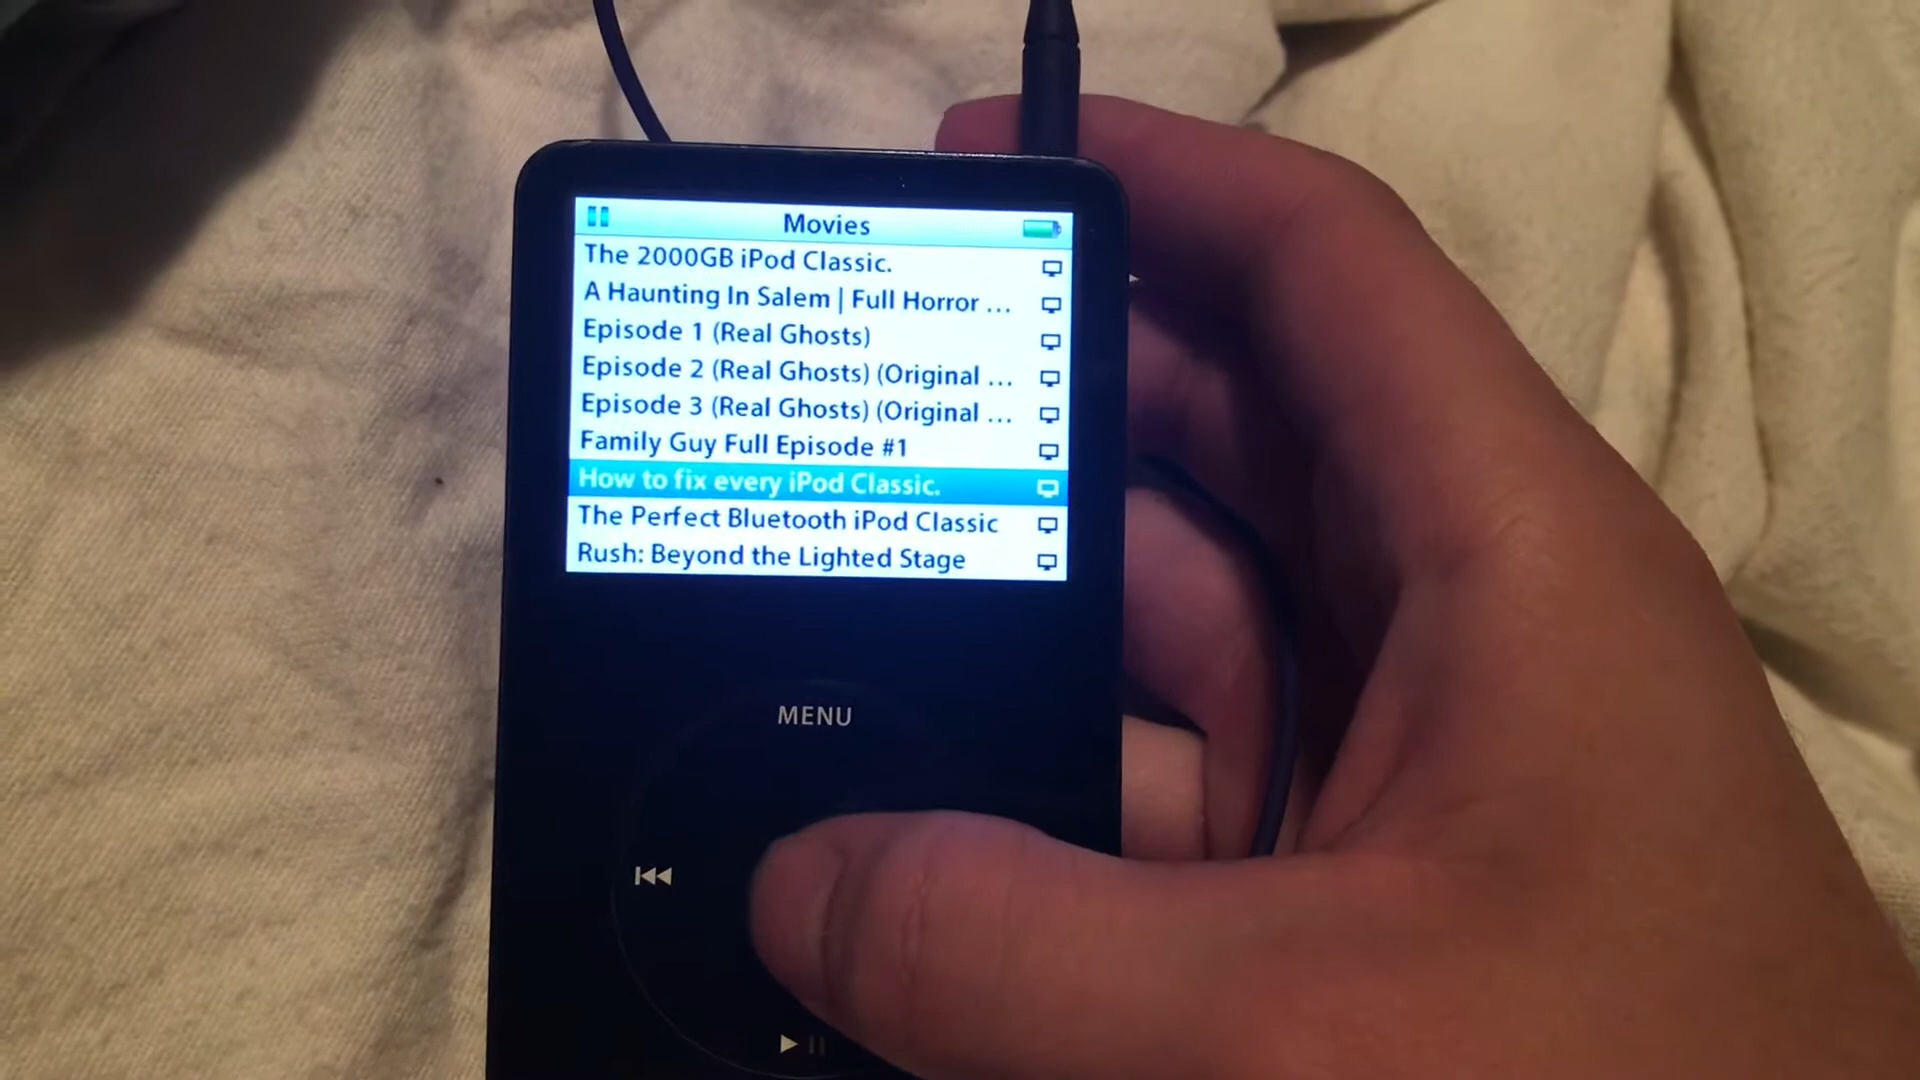 Movies
The 2000GB iPod Classic.
A Haunting In Salem | Full Horror ...
Episode 1 (Real Ghosts)
Episode 2 (Real Ghosts) (Original ...
Episode 3 (Real Ghosts) (Original ...
Family Guy Full Episode #1
How to fix every iPod Classic.
The Perfect Bluetooth iPod Classic
Rush: Beyond the Lighted Stage
MENU